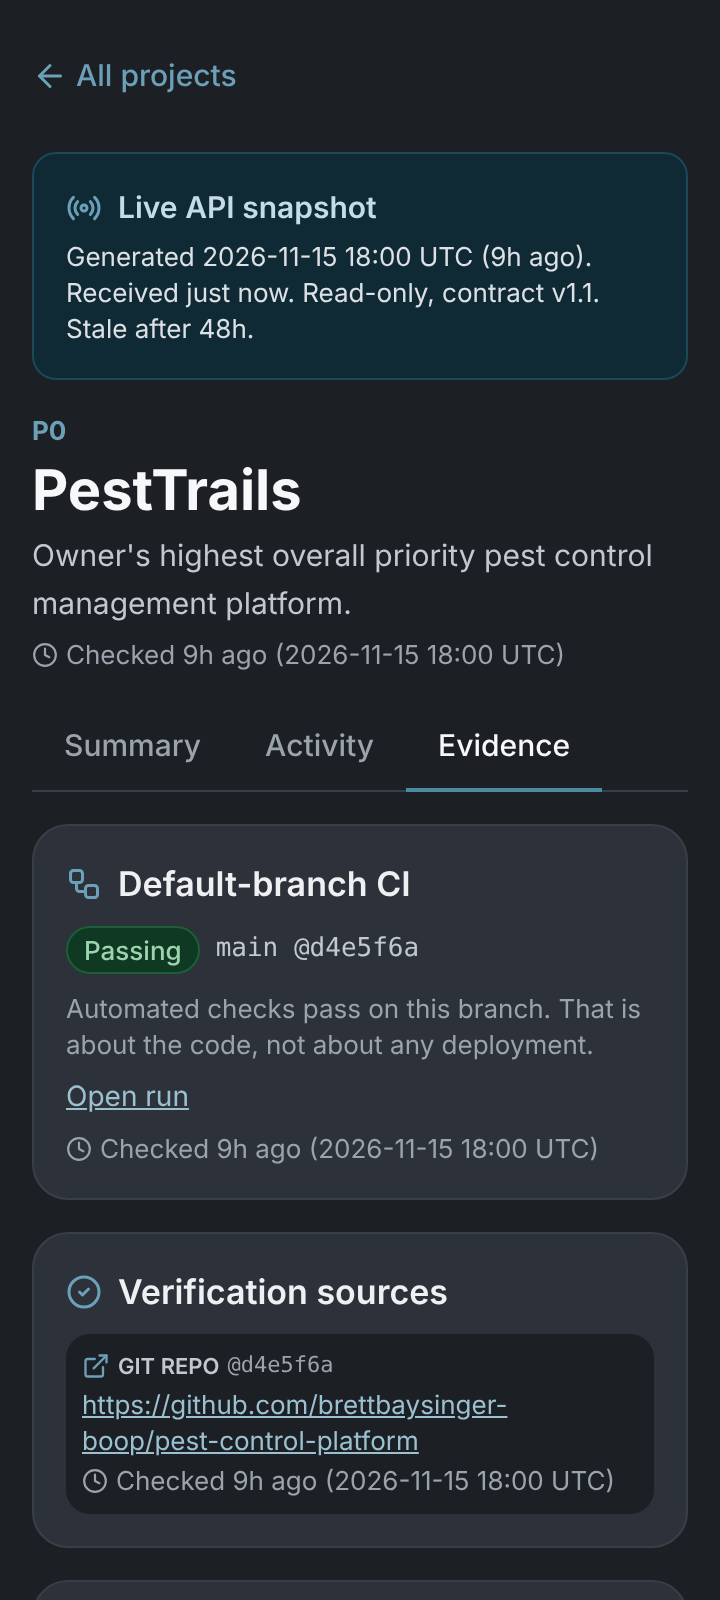 All projects
Live API snapshot
Generated 2026-11-15 18:00 UTC (9h ago).
Received just now. Read-only, contract v1.1.
Stale after 48h.
P0
PestTrails
Owner's highest overall priority pest control
management platform.
Checked 9h ago (2026-11-15 18:00 UTC)
Summary Activity Evidence
Default-branch CI
Passing main @d4e5f6a
Automated checks pass on this branch. That is
about the code, not about any deployment.
Open run
Checked 9h ago (2026-11-15 18:00 UTC)
Verification sources
GIT REPO @d4e5f6a
https://github.com/brettbaysinger-
boop/pest-control-platform
Checked 9h ago (2026-11-15 18:00 UTC)